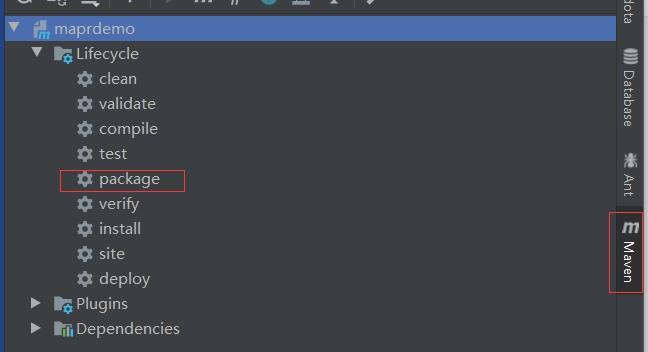 maprdemo
Lifecycle
clean
validate
compile
test
package
verify
install
site
deploy
Plugins
Dependencies
dota
Database
Ant
m Maven